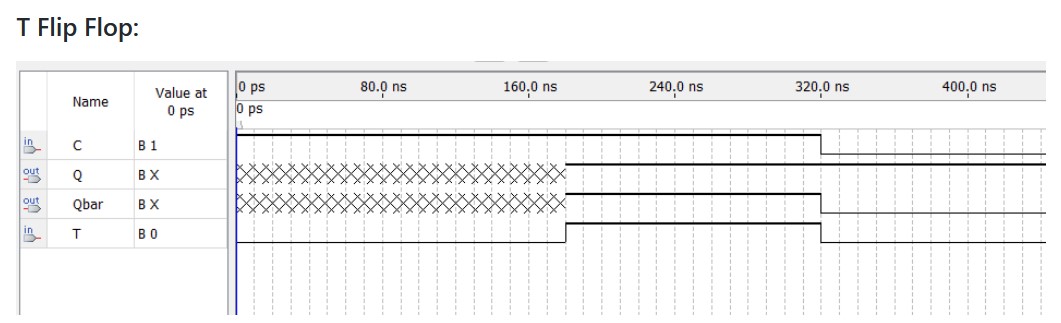 T Flip Flop:
Name Value at 0 ps 0 ps 80.0 ns 160.0 ns 240.0 ns 320.0 ns 400.0 ns
0 ps
in C B 1
out Q B X
out Qbar B X
in T B 0